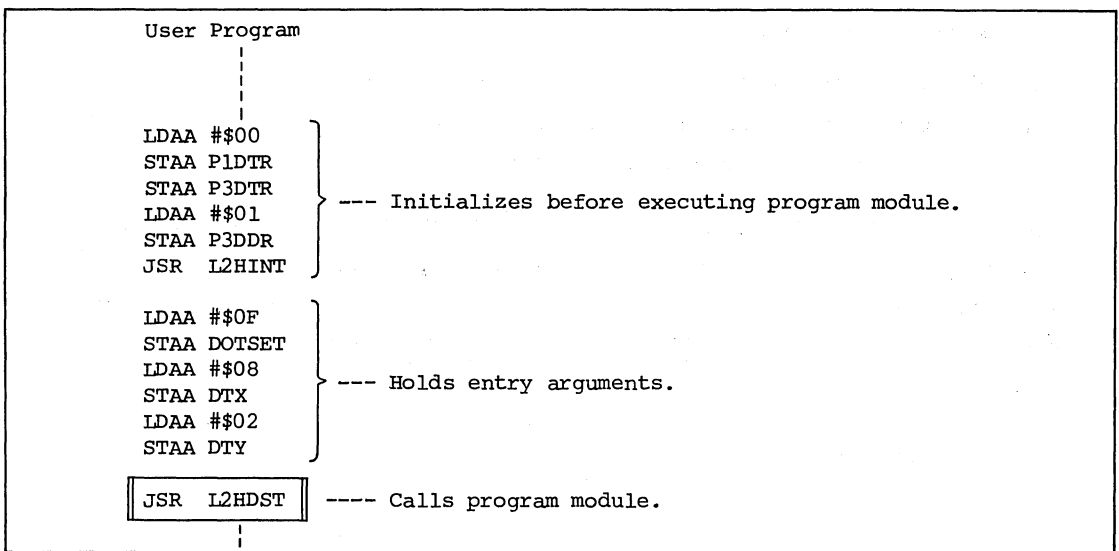 User Program
LDAA #$00
STAA P1DTR
STAA P3DTR
LDAA #$01
STAA P3DDR
JSR L2HINT
--- Initializes before executing program module.
LDAA #$0F
STAA DOTSET
LDAA #$08
STAA DTX
LDAA #$02
STAA DTY
--- Holds entry arguments.
JSR L2HDST ---- Calls program module.